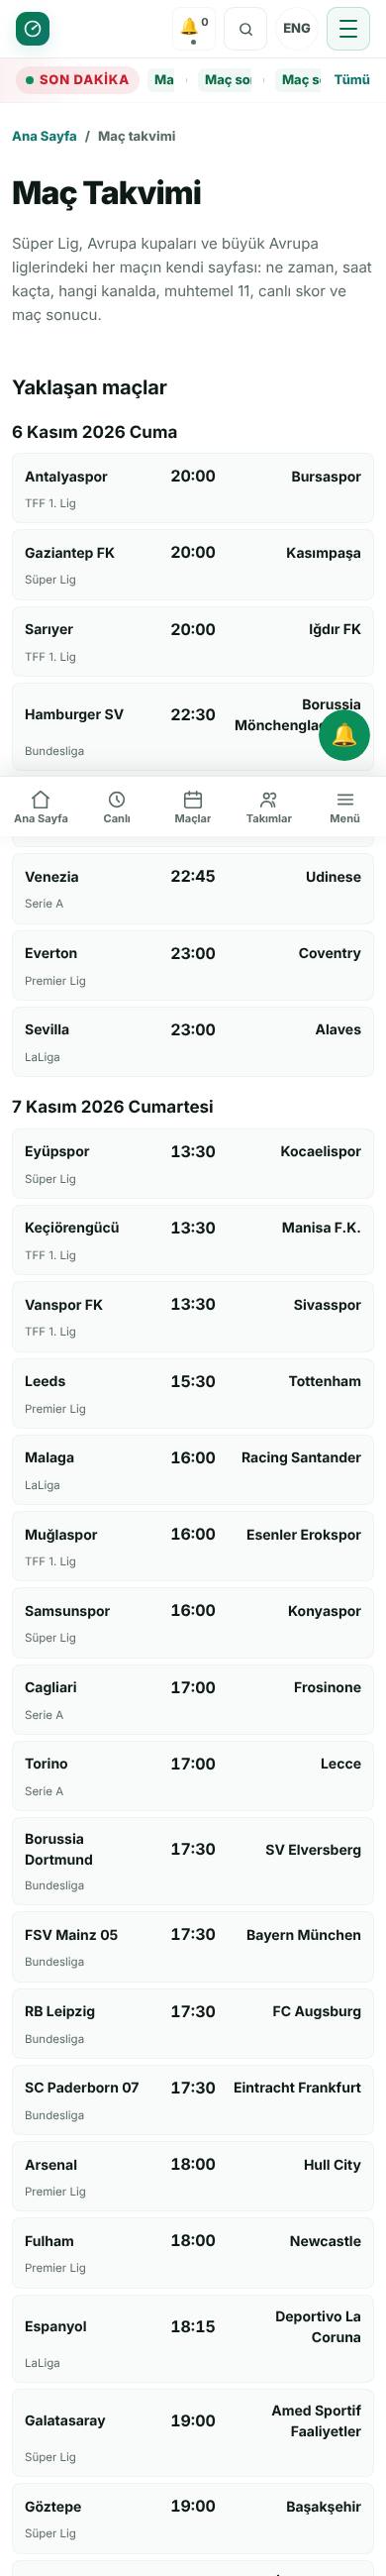 0
ENG
SON DAKİKA
Maç so
Tümü
Ana Sayfa / Maç takvimi
Maç Takvimi
Süper Lig, Avrupa kupaları ve büyük Avrupa
liglerindeki her maçın kendi sayfası: ne zaman, saat
kaçta, hangi kanalda, muhtemel 11, canlı skor ve
maç sonucu.
Yaklaşan maçlar
6 Kasım 2026 Cuma
Antalyaspor 20:00 Bursaspor
TFF 1. Lig
Gaziantep FK 20:00 Kasımpaşa
Süper Lig
Sarıyer 20:00 Iğdır FK
TFF 1. Lig
Hamburger SV 22:30 Borussia
Bundesliga
Ana Sayfa Canlı Maçlar Takımlar Menü
Venezia 22:45 Udinese
Serie A
Everton 23:00 Coventry
Premier Lig
Sevilla 23:00 Alaves
LaLiga
7 Kasım 2026 Cumartesi
Eyüpspor 13:30 Kocaelispor
Süper Lig
Keçiörengücü 13:30 Manisa F.K.
TFF 1. Lig
Vanspor FK 13:30 Sivasspor
TFF 1. Lig
Leeds 15:30 Tottenham
Premier Lig
Malaga 16:00 Racing Santander
LaLiga
Muğlaspor 16:00 Esenler Erokspor
TFF 1. Lig
Samsunspor 16:00 Konyaspor
Süper Lig
Cagliari 17:00 Frosinone
Serie A
Torino 17:00 Lecce
Serie A
Borussia
Dortmund 17:30 SV Elversberg
Bundesliga
FSV Mainz 05 17:30 Bayern München
Bundesliga
RB Leipzig 17:30 FC Augsburg
Bundesliga
SC Paderborn 07 17:30 Eintracht Frankfurt
Bundesliga
Arsenal 18:00 Hull City
Premier Lig
Fulham 18:00 Newcastle
Premier Lig
Espanyol 18:15 Deportivo La
Coruna
LaLiga
Galatasaray 19:00 Amed Sportif
Faaliyetler
Süper Lig
Göztepe 19:00 Başakşehir
Süper Lig